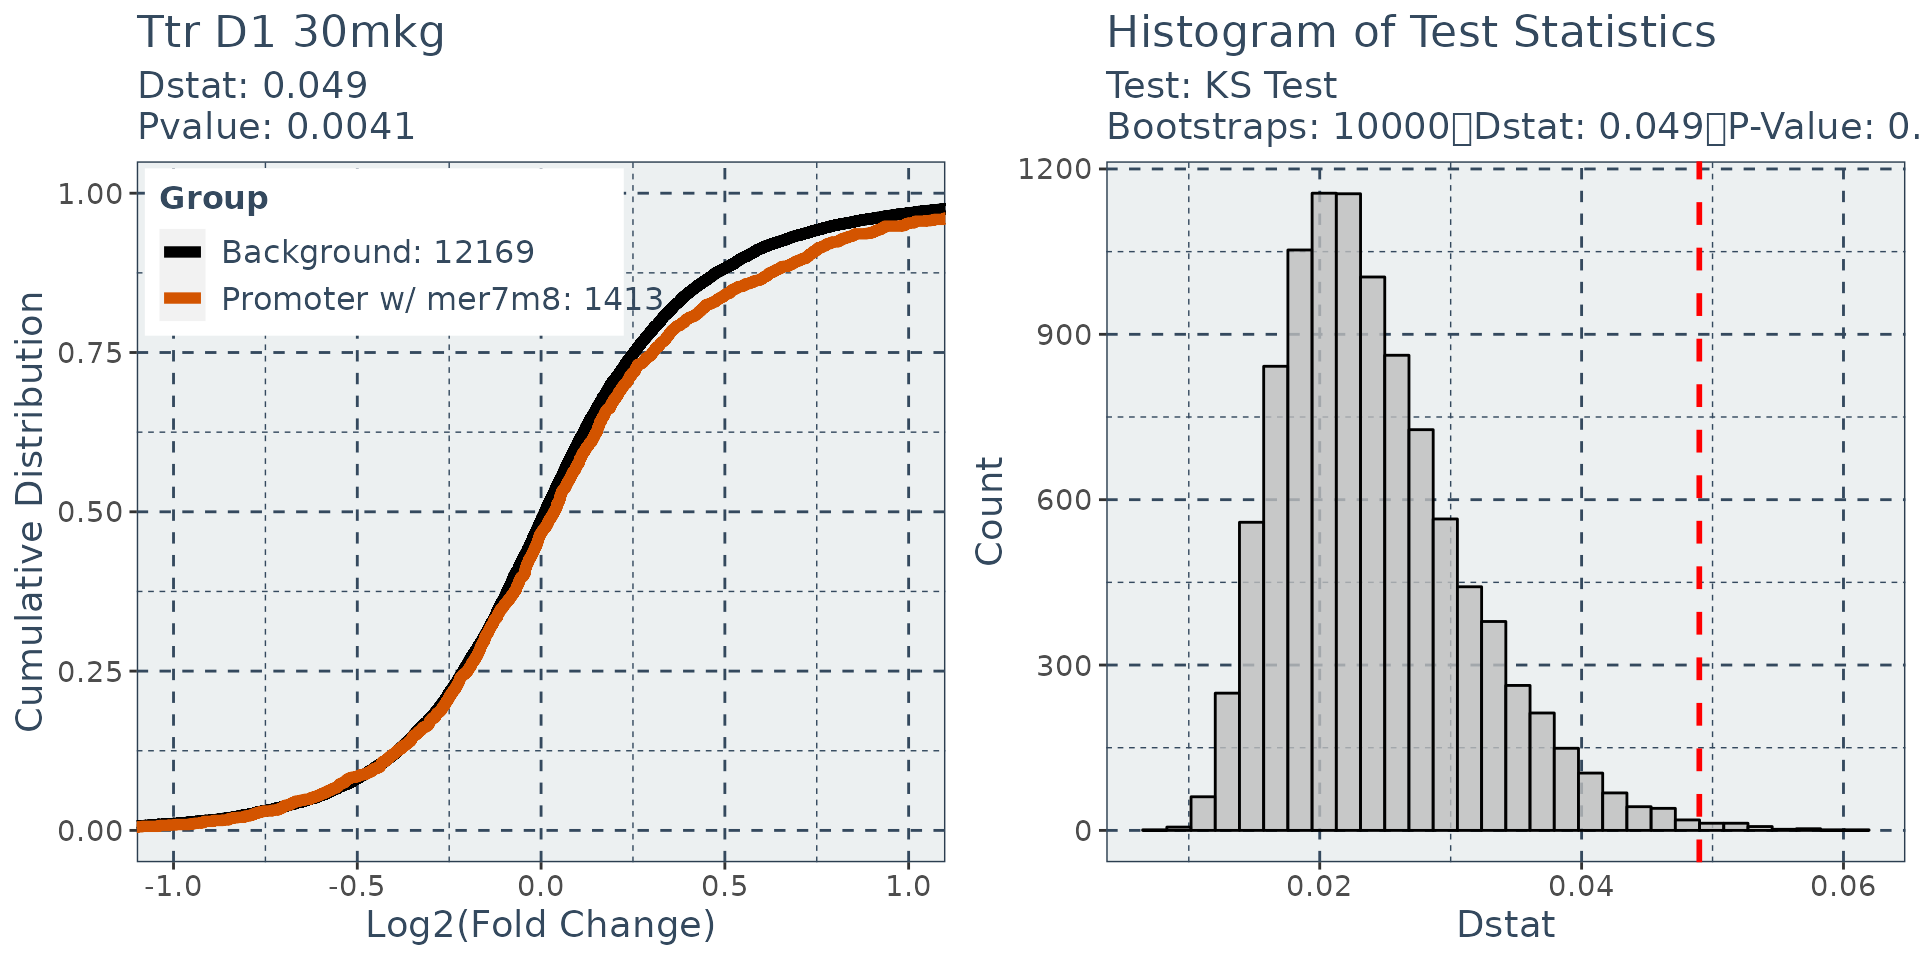 Ttr D1 30mkg
Dstat: 0.049
Pvalue: 0.0041
Group
Background: 12169
Promoter w/ mer7m8: 1413
1.00
0.75
0.50
0.25
0.00
Cumulative Distribution
-1.0 -0.5 0.0 0.5 1.0
Log2(Fold Change)
Histogram of Test Statistics
Test: KS Test
Bootstraps: 10000▯Dstat: 0.049▯P-Value: 0.
1200
900
600
300
0
Count
0.02 0.04 0.06
Dstat